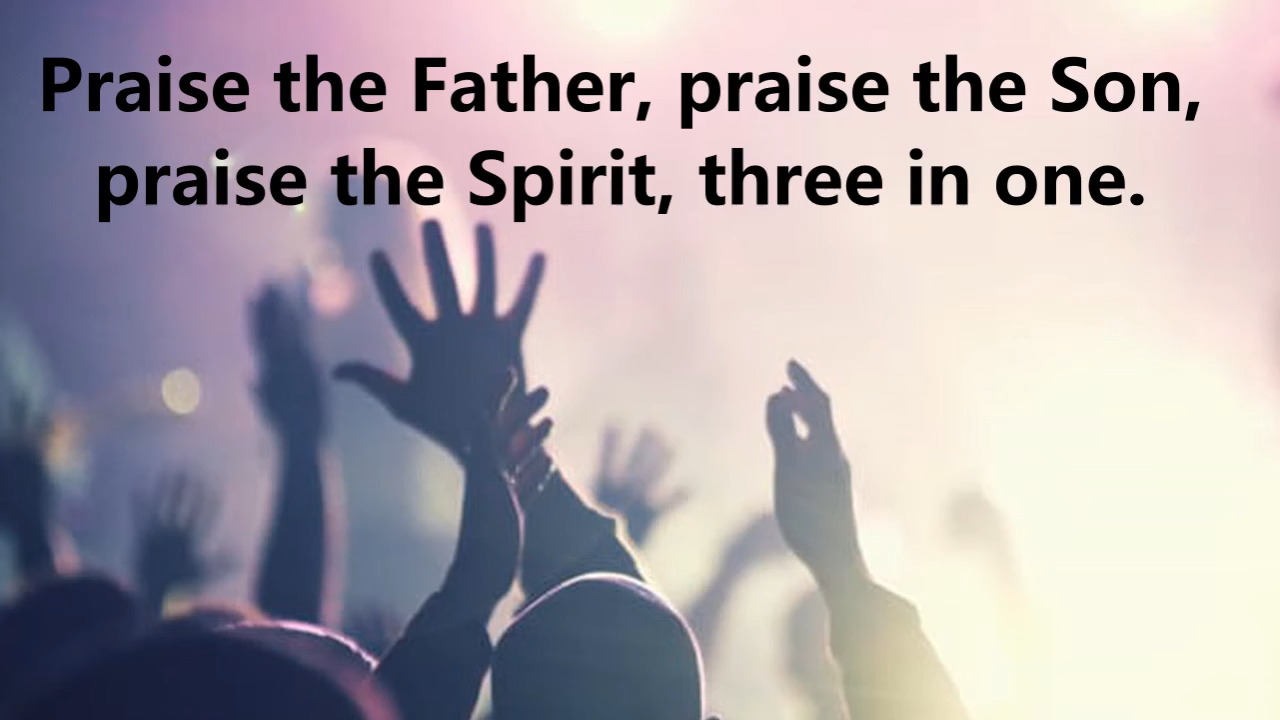 Praise the Father, praise the Son,
praise the Spirit, three in one.